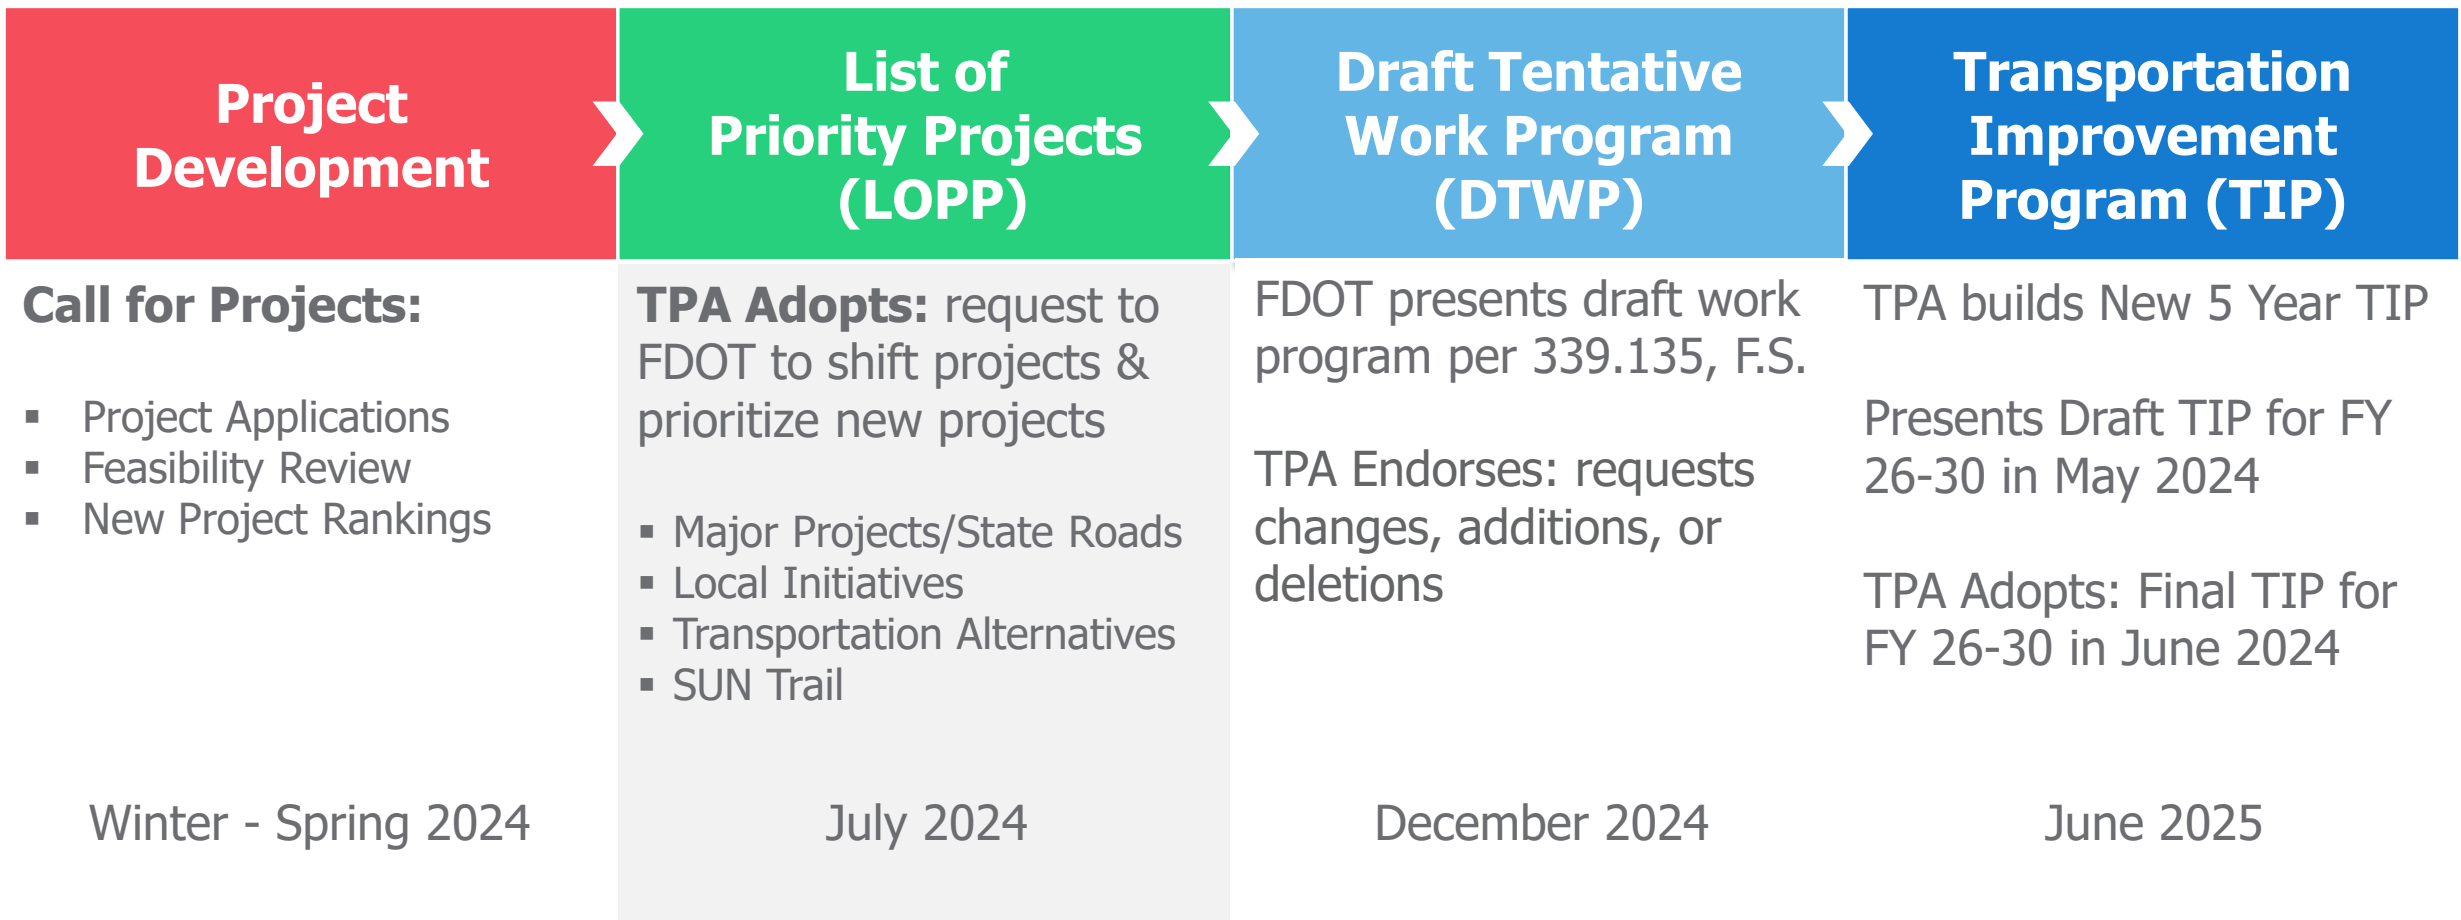 Project
Development
List of
Priority Projects
(LOPP)
Draft Tentative
Work Program
(DTWP)
Transportation
Improvement
Program (TIP)
Call for Projects:
▪ Project Applications
▪ Feasibility Review
▪ New Project Rankings
Winter - Spring 2024
TPA Adopts: request to
FDOT to shift projects &
prioritize new projects
▪ Major Projects/State Roads
▪ Local Initiatives
▪ Transportation Alternatives
▪ SUN Trail
July 2024
FDOT presents draft work
program per 339.135, F.S.
TPA Endorses: requests
changes, additions, or
deletions
December 2024
TPA builds New 5 Year TIP
Presents Draft TIP for FY
26-30 in May 2024
TPA Adopts: Final TIP for
FY 26-30 in June 2024
June 2025